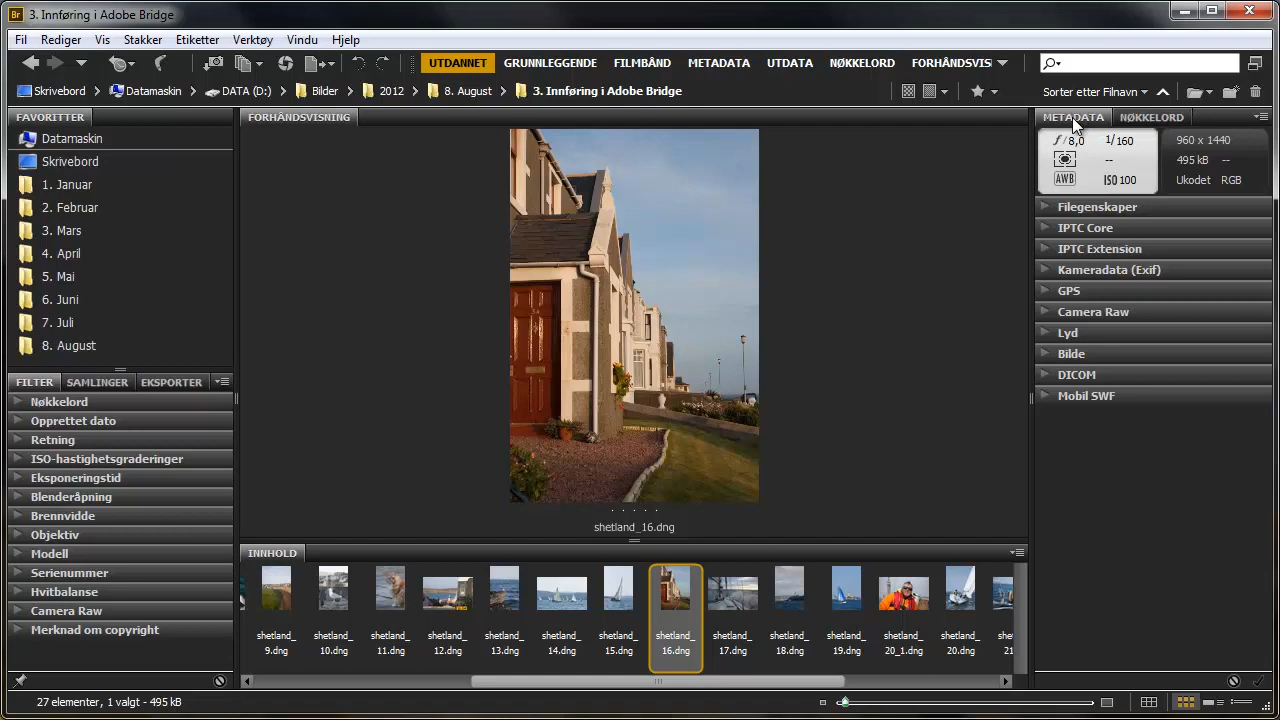 Br 3. Innføring i Adobe Bridge
Fil Rediger Vis Stakker Etiketter Verktøy Vindu Hjelp
UTDANNET GRUNNLEGGENDE FILMBÅND METADATA UTDATA NØKKELORD FORHÅNDSVIS
Skrivebord Datamaskin DATA (D:) Bilder 2012 8. August 3. Innføring i Adobe Bridge
Sorter etter Filnavn
FAVORITTER
Datamaskin
Skrivebord
1. Januar
2. Februar
3. Mars
4. April
5. Mai
6. Juni
7. Juli
8. August
FILTER SAMLINGER EKSPORTER
Nøkkelord
Opprettet dato
Retning
ISO-hastighetsgraderinger
Eksponeringstid
Blenderåpning
Brennvidde
Objektiv
Modell
Serienummer
Hvitbalanse
Camera Raw
Merknad om copyright
FORHÅNDSVISNING
shetland_16.dng
INNHOLD
shetland_9.dng
shetland_10.dng
shetland_11.dng
shetland_12.dng
shetland_13.dng
shetland_14.dng
shetland_15.dng
shetland_16.dng
shetland_17.dng
shetland_18.dng
shetland_19.dng
shetland_20_1.dng
shetland_20.dng
METADATA NØKKELORD
f/8,0 1/160
--
AWB ISO 100
960 x 1440
495 kB --
Ukodet RGB
Filegenskaper
IPTC Core
IPTC Extension
Kameradata (Exif)
GPS
Camera Raw
Lyd
Bilde
DICOM
Mobil SWF
27 elementer, 1 valgt - 495 kB